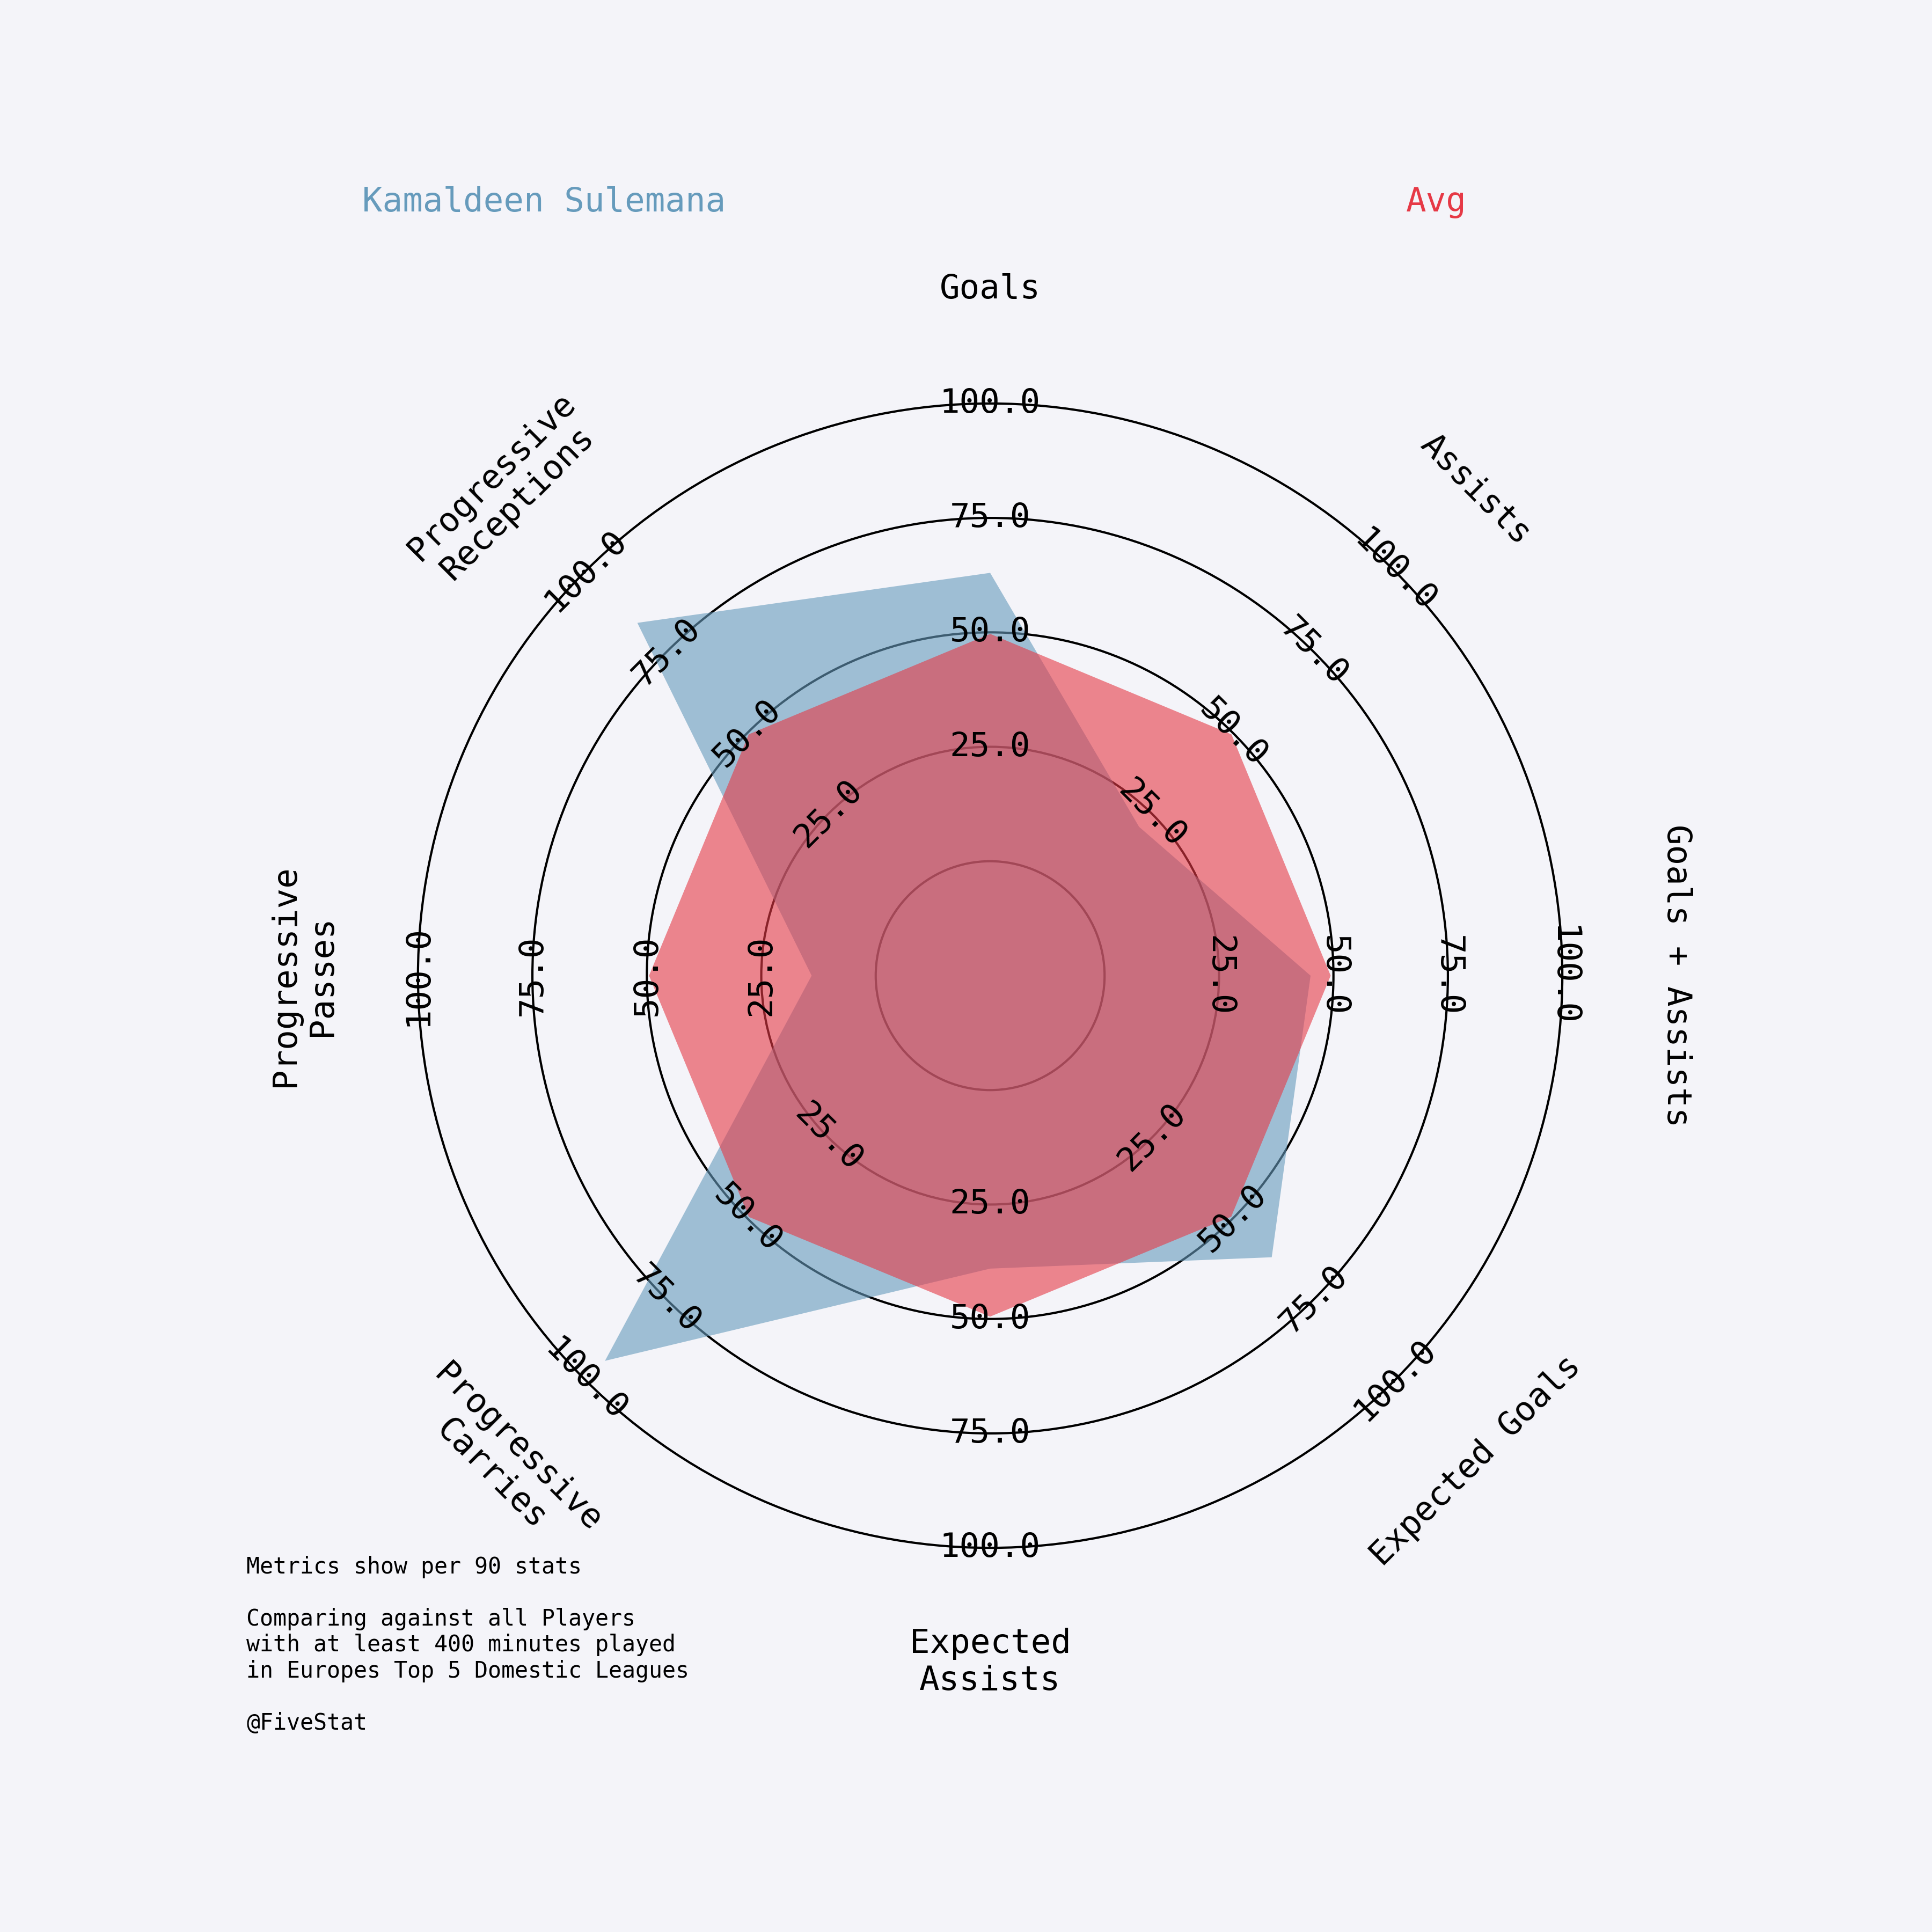 Kamaldeen Sulemana
Avg
Goals
Assists
Goals + Assists
Expected Goals
Expected
Assists
Progressive
Carries
Progressive
Passes
Progressive
Receptions
25.0
50.0
75.0
100.0
25.0
50.0
75.0
100.0
25.0
50.0
75.0
100.0
25.0
50.0
75.0
100.0
25.0
50.0
75.0
100.0
25.0
50.0
75.0
100.0
25.0
50.0
75.0
100.0
25.0
50.0
75.0
100.0
Metrics show per 90 stats
Comparing against all Players
with at least 400 minutes played
in Europes Top 5 Domestic Leagues
@FiveStat